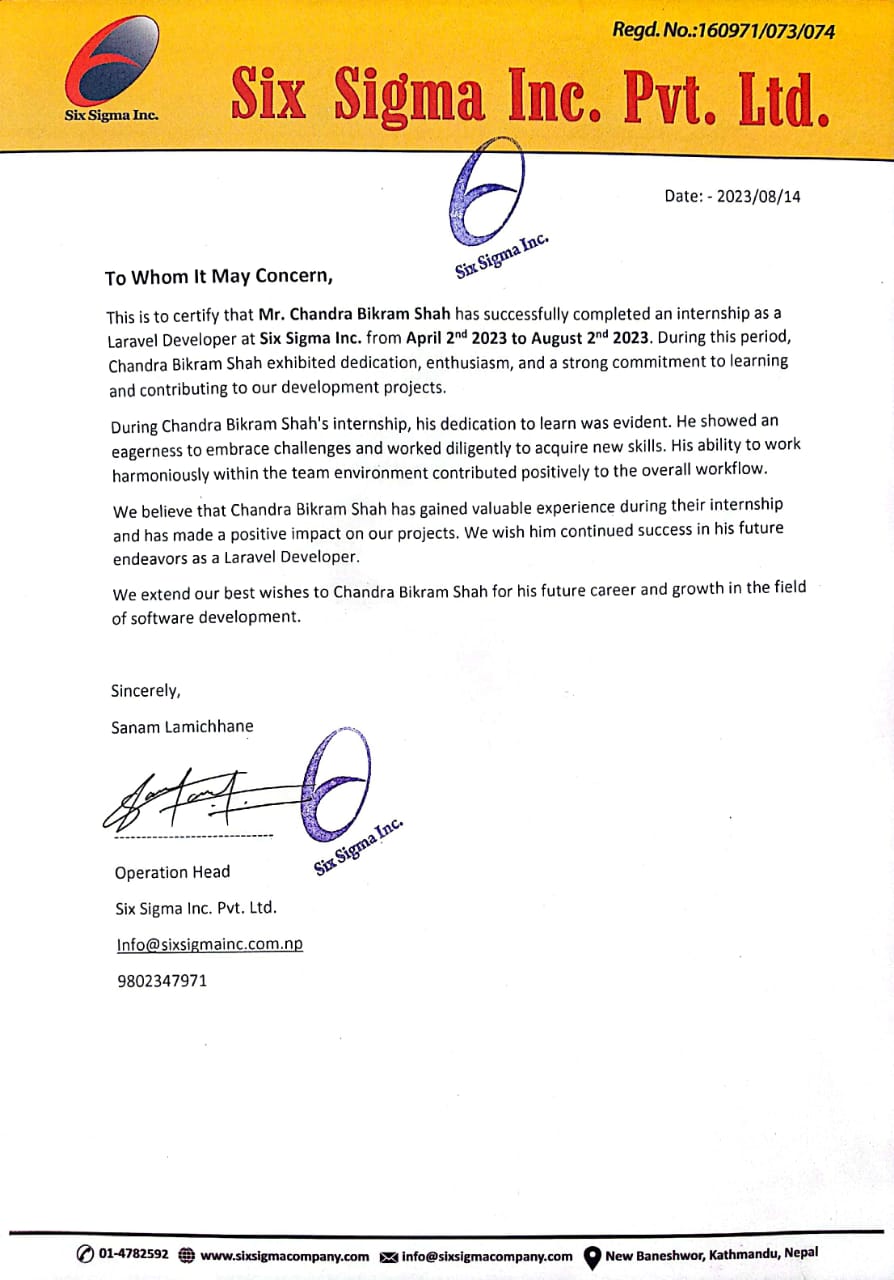 Regd. No.:160971/073/074
Six Sigma Inc.
Six Sigma Inc. Pvt. Ltd.
Six Sigma Inc.
Date: - 2023/08/14
To Whom It May Concern,
This is to certify that Mr. Chandra Bikram Shah has successfully completed an internship as a
Laravel Developer at Six Sigma Inc. from April 2nd 2023 to August 2nd 2023. During this period,
Chandra Bikram Shah exhibited dedication, enthusiasm, and a strong commitment to learning
and contributing to our development projects.
During Chandra Bikram Shah's internship, his dedication to learn was evident. He showed an
eagerness to embrace challenges and worked diligently to acquire new skills. His ability to work
harmoniously within the team environment contributed positively to the overall workflow.
We believe that Chandra Bikram Shah has gained valuable experience during their internship
and has made a positive impact on our projects. We wish him continued success in his future
endeavors as a Laravel Developer.
We extend our best wishes to Chandra Bikram Shah for his future career and growth in the field
of software development.
Sincerely,
Sanam Lamichhane
Six Sigma Inc.
Operation Head
Six Sigma Inc. Pvt. Ltd.
Info@sixsigmainc.com.np
9802347971
01-4782592 www.sixsigmacompany.com info@sixsigmacompany.com New Baneshwor, Kathmandu, Nepal